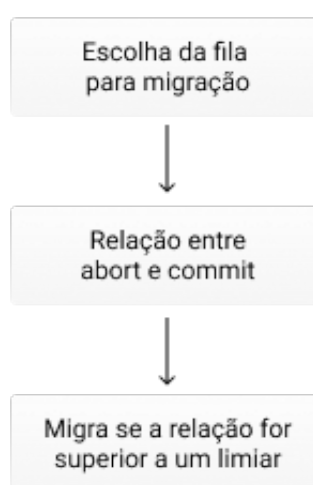 Escolha da fila
para migração
Relação entre
abort e commit
Migra se a relação for
superior a um limiar